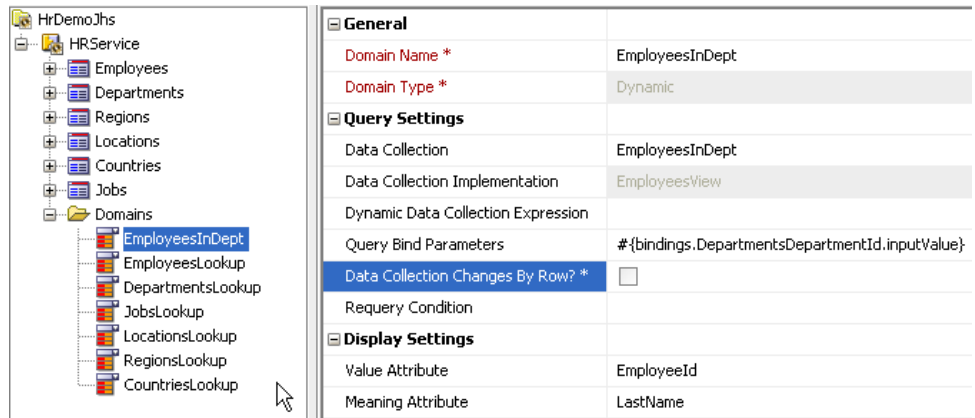 HrDemoJhs
HRService
Employees
Departments
Regions
Locations
Countries
Jobs
Domains
EmployeesInDept
EmployeesLookup
DepartmentsLookup
JobsLookup
LocationsLookup
RegionsLookup
CountriesLookup
General
Domain Name * EmployeesInDept
Domain Type * Dynamic
Query Settings
Data Collection EmployeesInDept
Data Collection Implementation EmployeesView
Dynamic Data Collection Expression
Query Bind Parameters #{bindings.DepartmentsDepartmentId.inputValue}
Data Collection Changes By Row? *
Requery Condition
Display Settings
Value Attribute EmployeeId
Meaning Attribute LastName